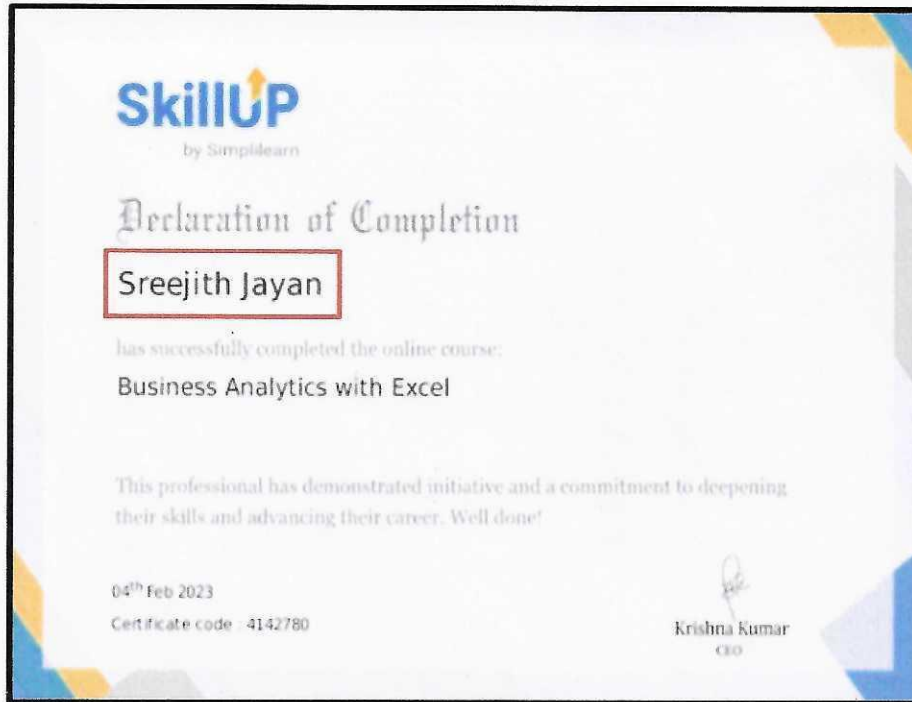 SkillUP
by Simplilearn
Declaration of Completion
Sreejith Jayan
has successfully completed the online course:
Business Analytics with Excel
This professional has demonstrated initiative and a commitment to deepening
their skills and advancing their career. Well done!
04th Feb 2023
Certificate code : 4142780
Krishna Kumar
CEO